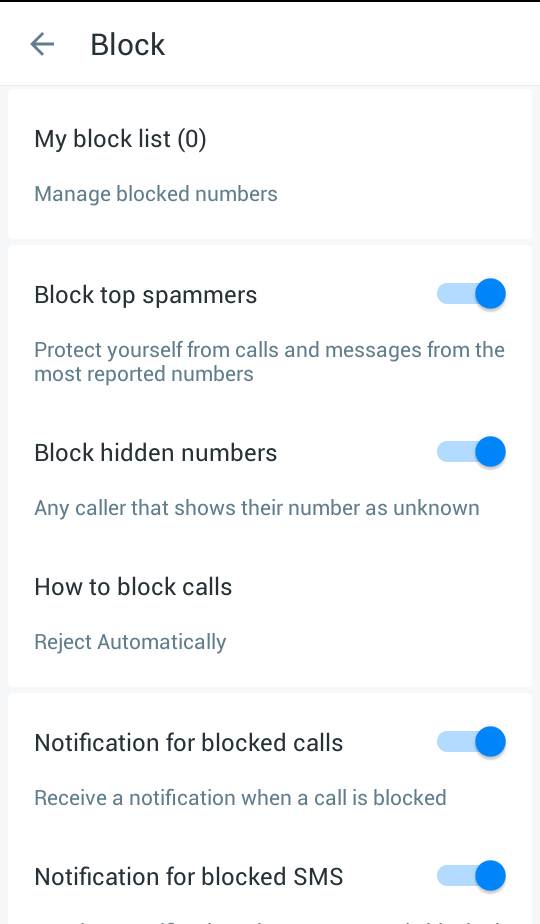 Block
My block list (0)
Manage blocked numbers
Block top spammers
Protect yourself from calls and messages from the
most reported numbers
Block hidden numbers
Any caller that shows their number as unknown
How to block calls
Reject Automatically
Notification for blocked calls
Receive a notification when a call is blocked
Notification for blocked SMS